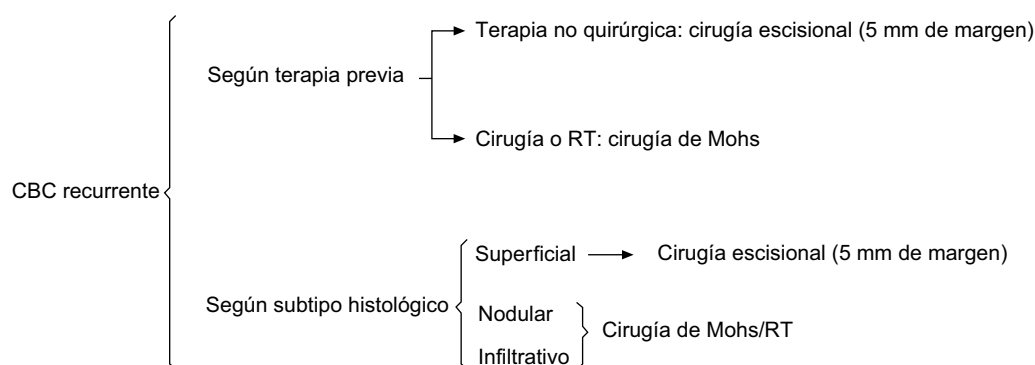 Terapia no quirúrgica: cirugía escisional (5 mm de margen)
Según terapia previa
Cirugía o RT: cirugía de Mohs
CBC recurrente
Superficial
Cirugía escisional (5 mm de margen)
Según subtipo histológico
Nodular
Cirugía de Mohs/RT
Infiltrativo